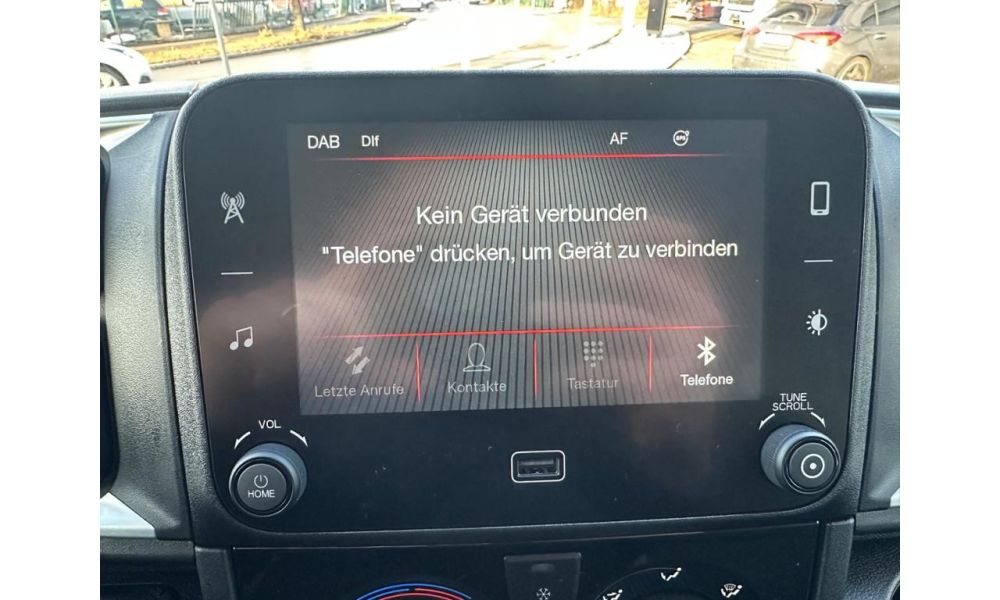 DAB Dlf AF GPS
Kein Gerät verbunden
"Telefone" drücken, um Gerät zu verbinden
Letzte Anrufe Kontakte Tastatur Telefone
VOL
HOME
TUNE
SCROLL